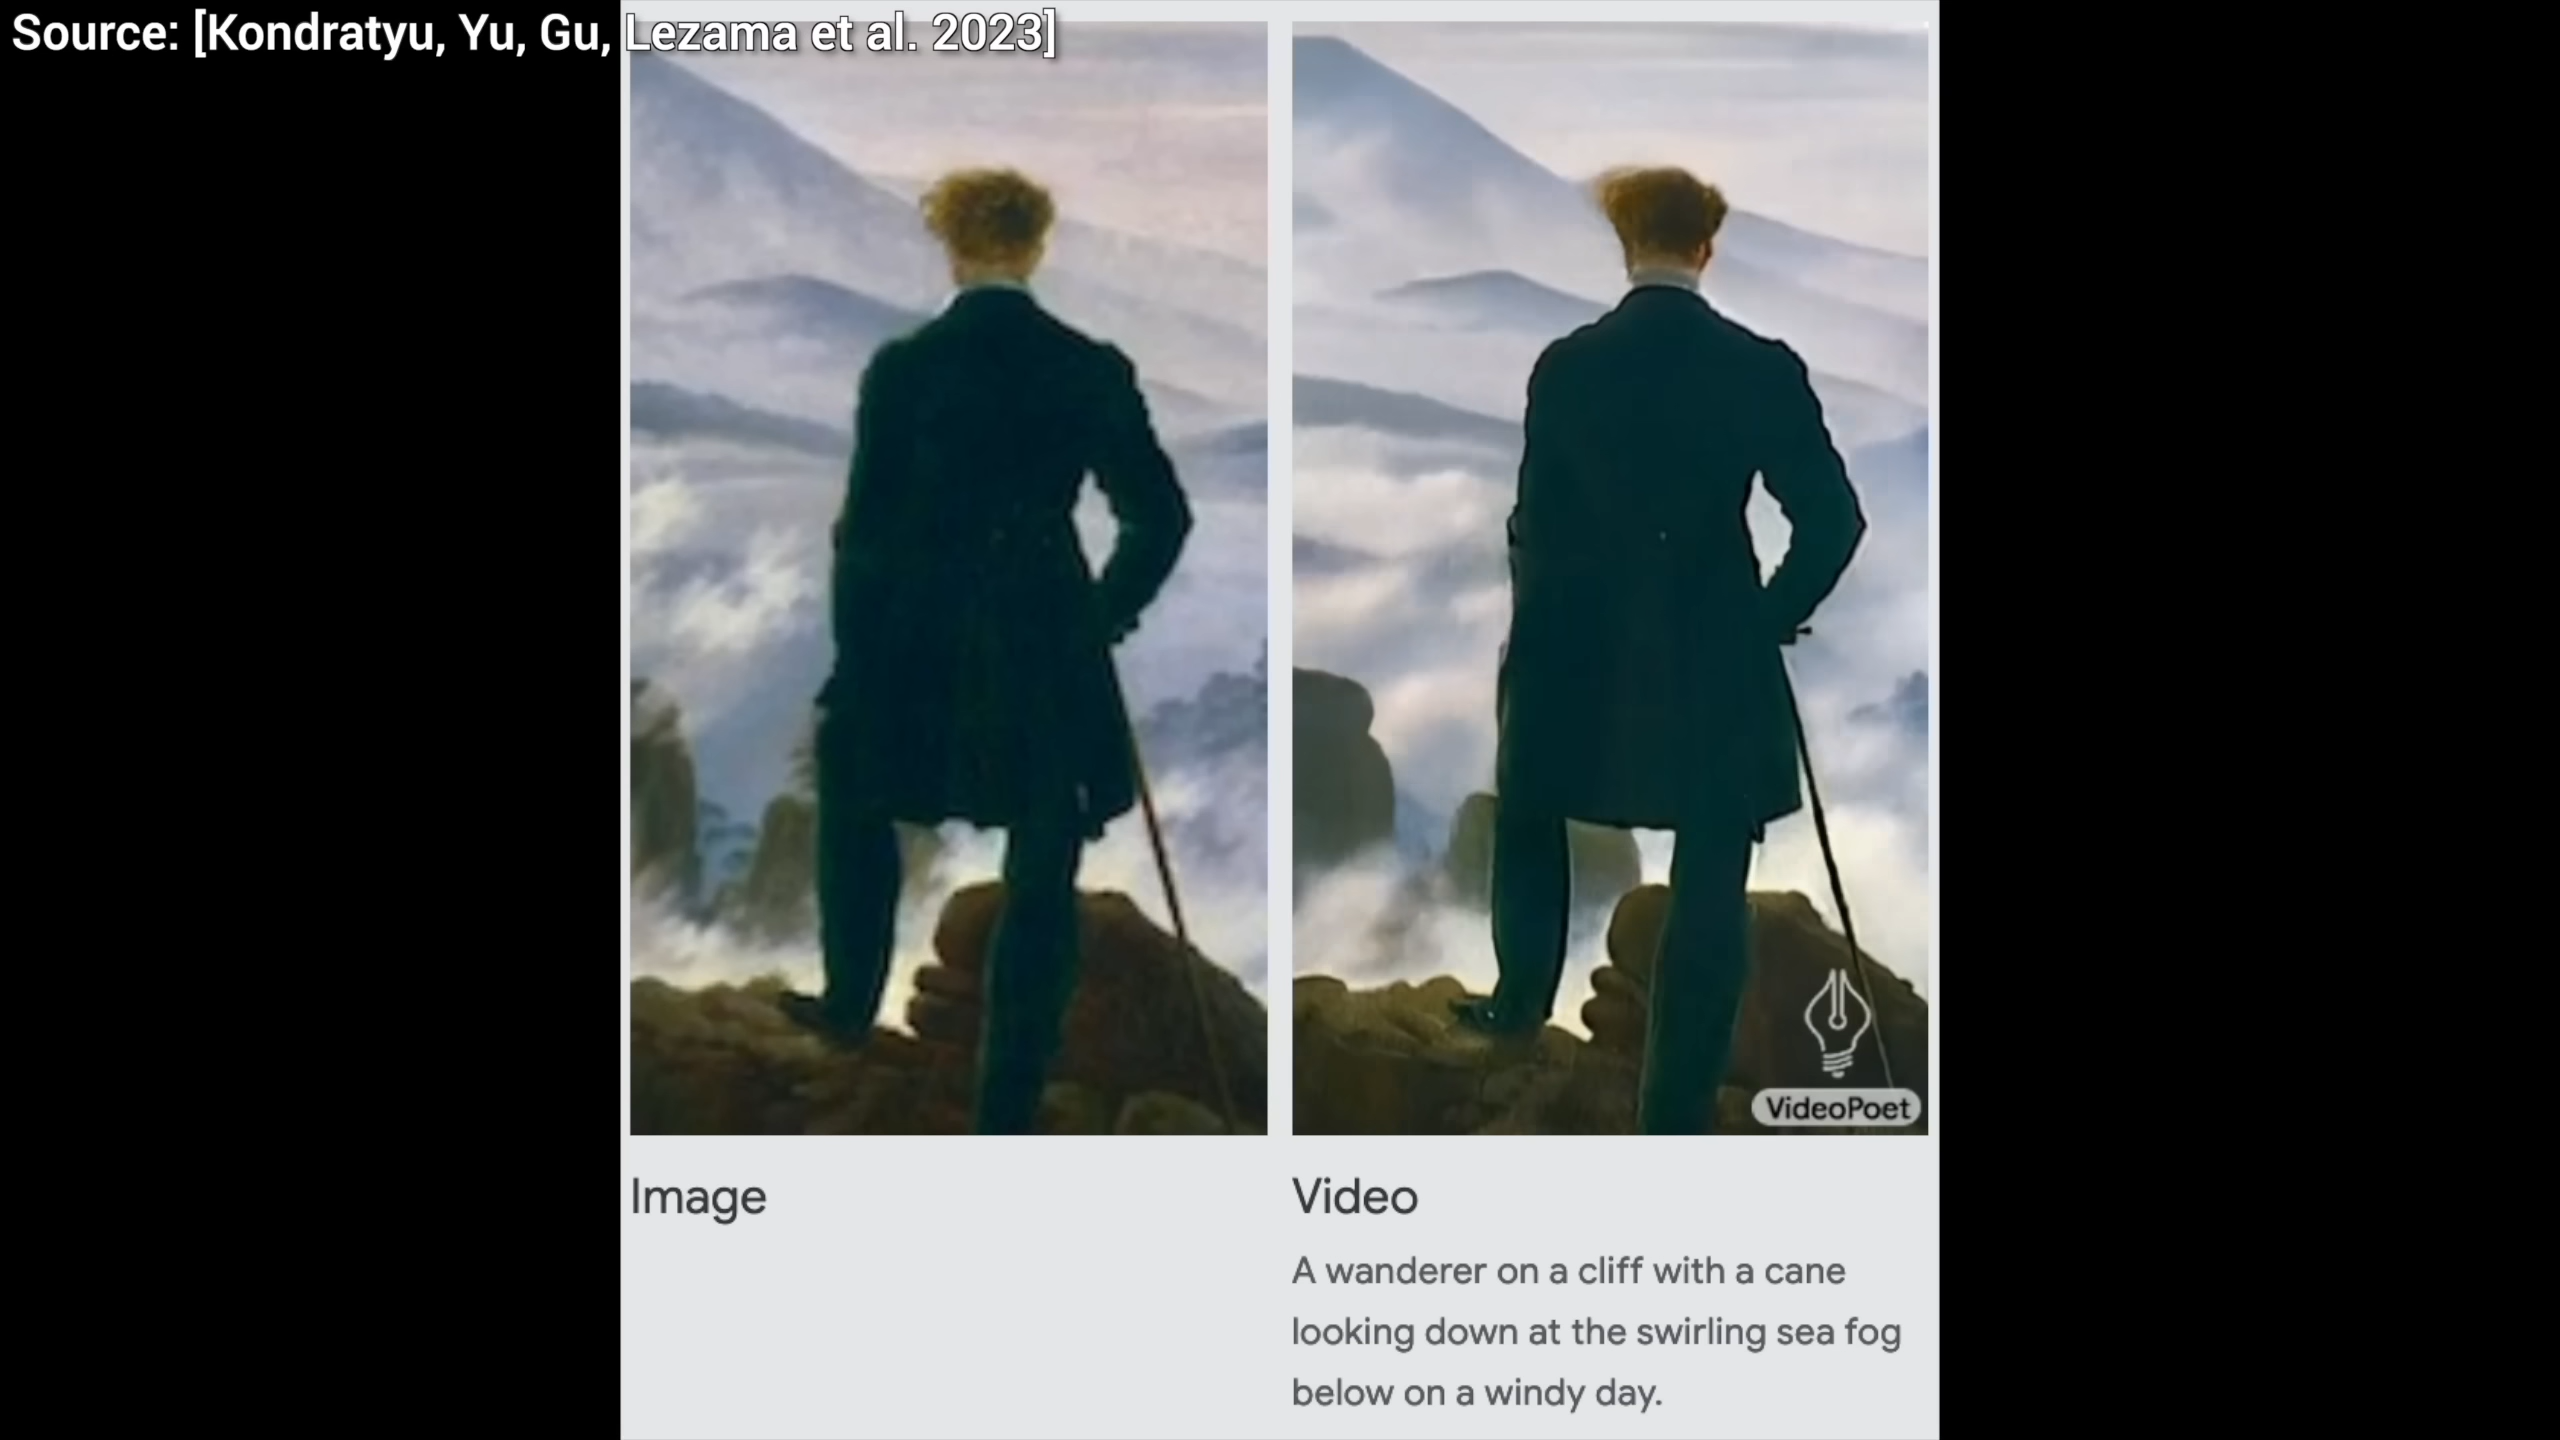 Source: [Kondratyu, Yu, Gu, Lezama et al. 2023]
VideoPoet
Image
Video
A wanderer on a cliff with a cane
looking down at the swirling sea fog
below on a windy day.